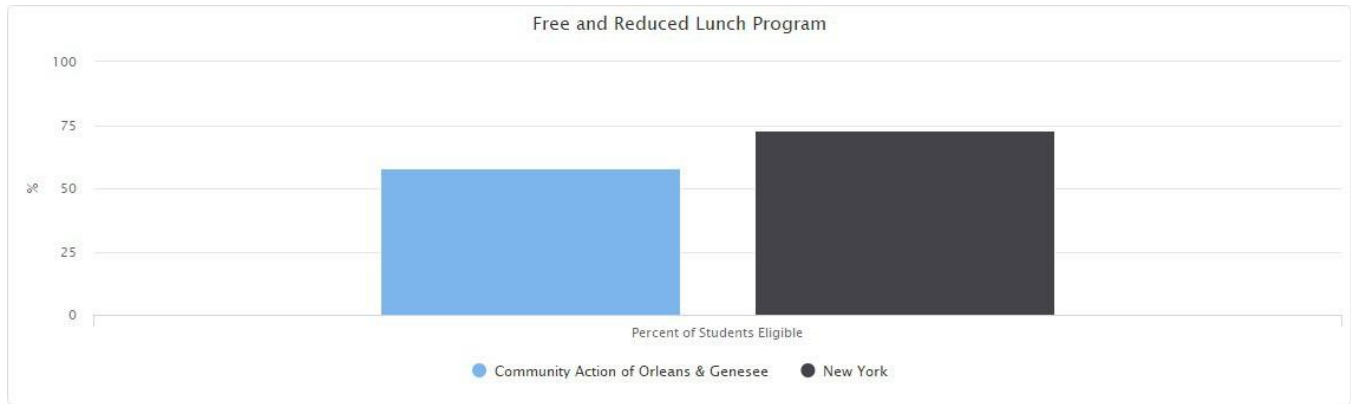 Free and Reduced Lunch Program
100
75
50
25
0
%
Percent of Students Eligible
Community Action of Orleans & Genesee
New York